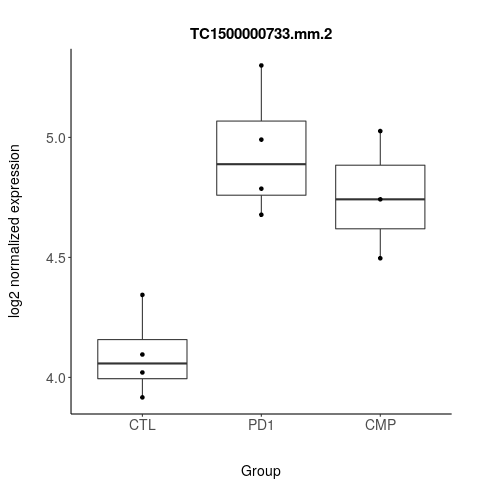 TC1500000733.mm.2
log2 normalized expression
5.0
4.5
4.0
CTL PD1 CMP
Group